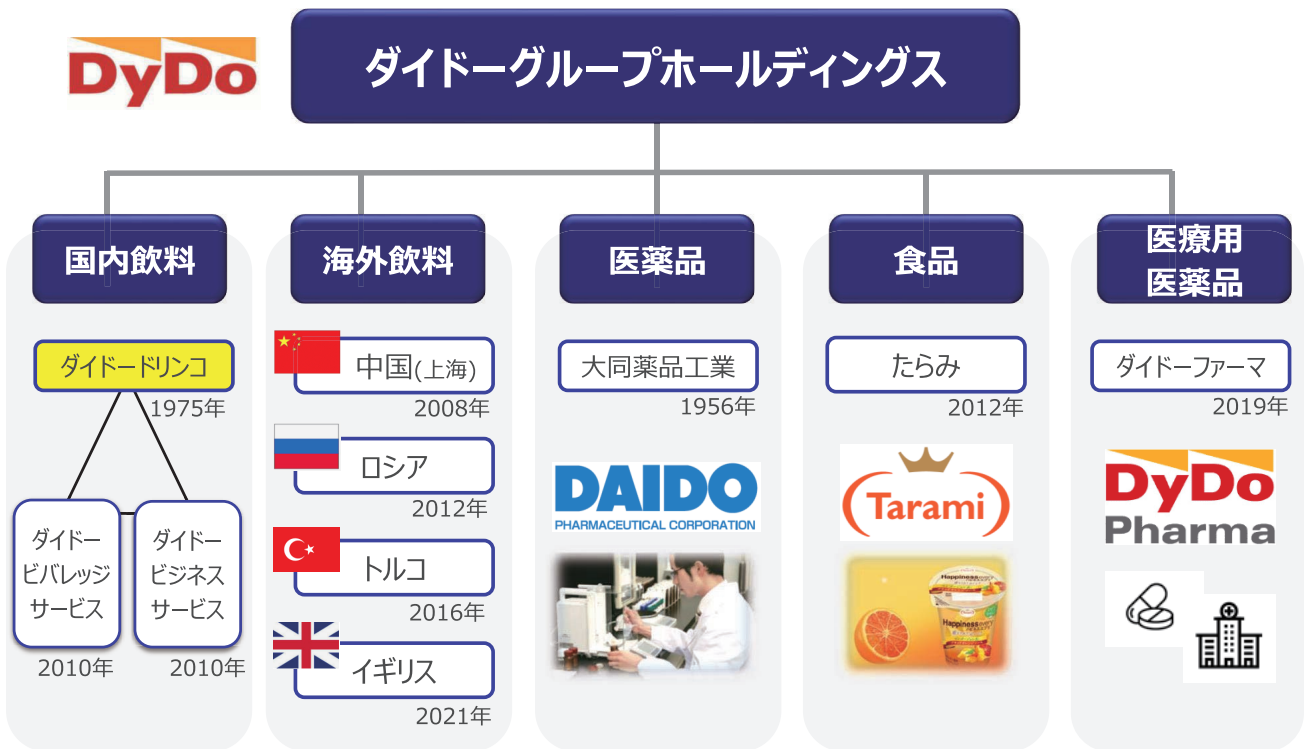 DyDo
ダイドーグループホールディングス
国内飲料
ダイドードリンコ
1975年
ダイドー
ビバレッジ
サービス
2010年
ダイドー
ビジネス
サービス
2010年
海外飲料
中国(上海)
2008年
ロシア
2012年
トルコ
2016年
イギリス
2021年
医薬品
大同薬品工業
1956年
DAIDO
PHARMACEUTICAL CORPORATION
食品
たらみ
2012年
Tarami
Happiness
Happiness
医療用
医薬品
ダイドーファーマ
2019年
DyDo
Pharma